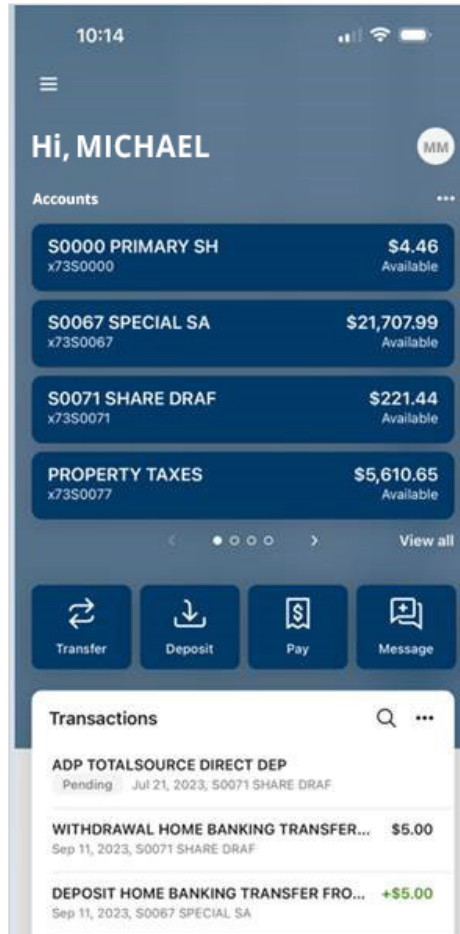 10:14
Hi, MICHAEL
MM
Accounts
S0000 PRIMARY SH $4.46
x73S0000 Available
S0067 SPECIAL SA $21,707.99
x73S0067 Available
S0071 SHARE DRAF $221.44
x73S0071 Available
PROPERTY TAXES $5,610.65
x73S0077 Available
View all
Transfer Deposit Pay Message
Transactions
ADP TOTALSOURCE DIRECT DEP
Pending Jul 21, 2023, S0071 SHARE DRAF
WITHDRAWAL HOME BANKING TRANSFER... $5.00
Sep 11, 2023, S0071 SHARE DRAF
DEPOSIT HOME BANKING TRANSFER FRO... +$5.00
Sep 11, 2023, S0067 SPECIAL SA